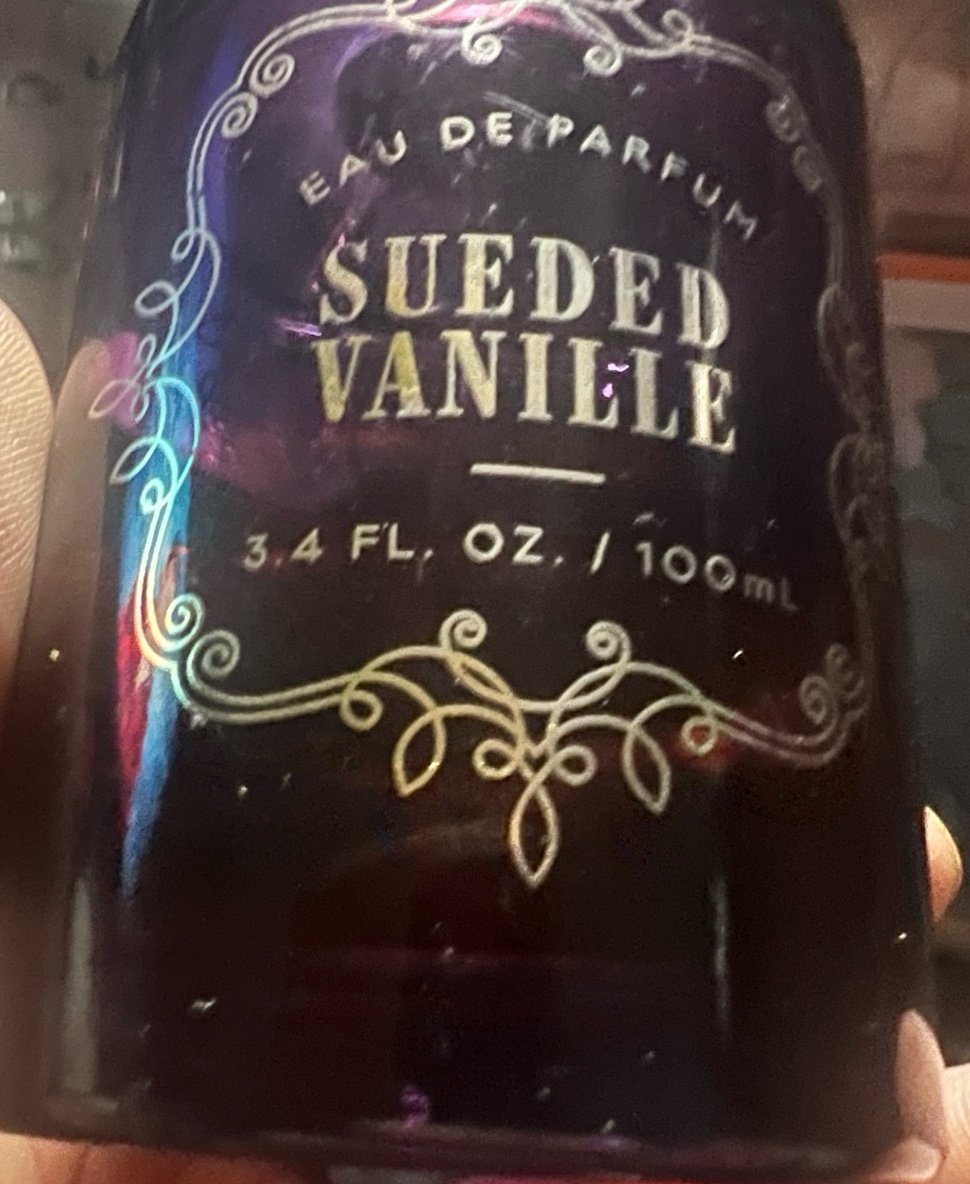 EAU DE PARFUM
SUEDED
VANILLE
3.4 FL. OZ. / 100mL